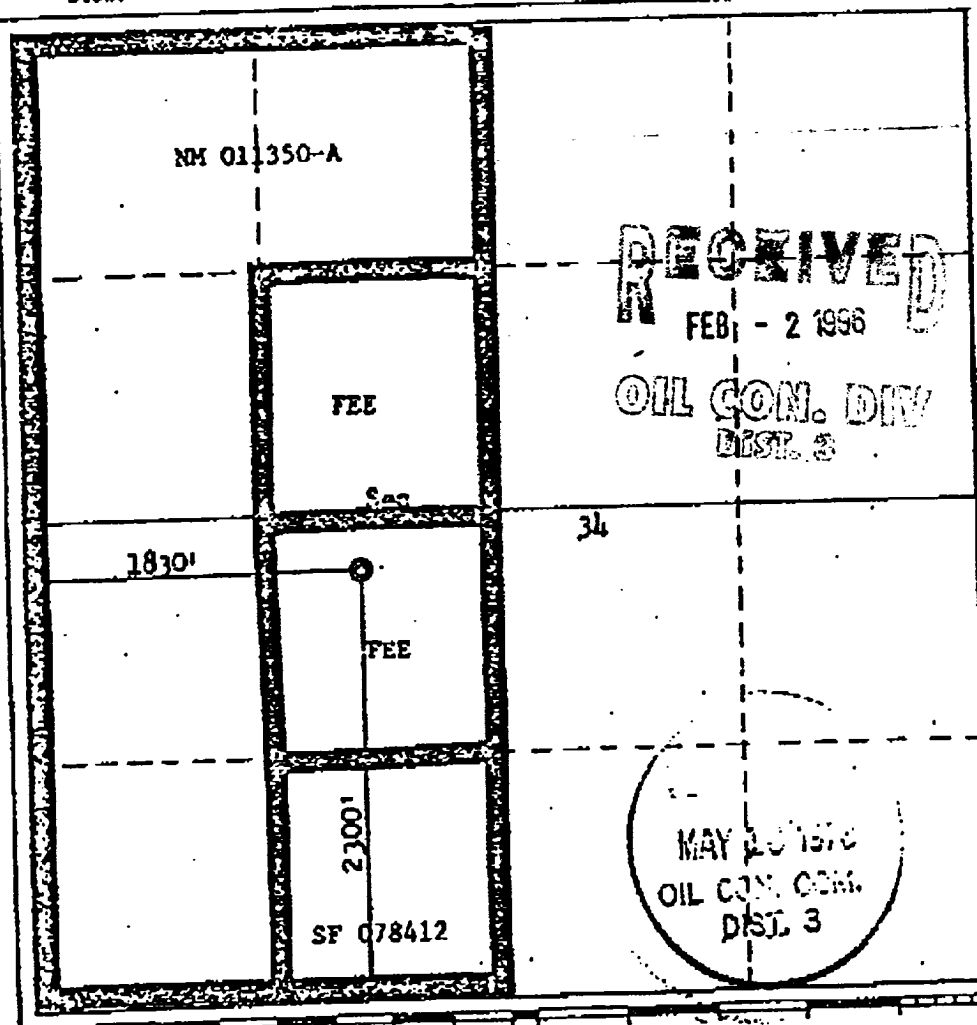 NM 011350-A
RECEIVED
FEB - 2 1996
OIL CON. DIV
DIST. 3
FEE
Sec
34
1830'
FEE
2300'
MAY
OIL CON. COM.
DIST. 3
SF 078412